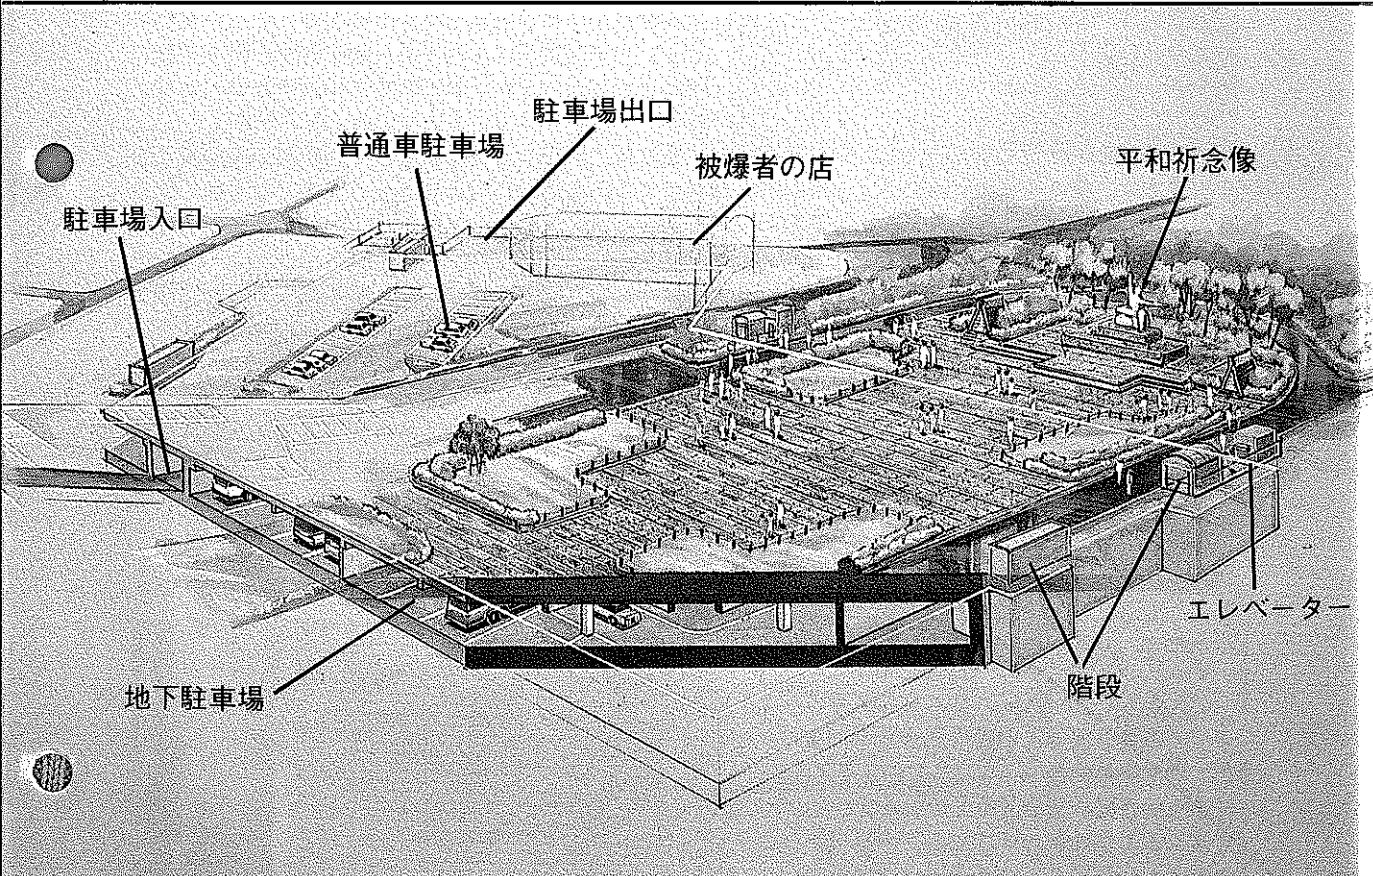 駐車場出口
普通車駐車場
被爆者の店
平和祈念像
駐車場入口
エレベーター
階段
地下駐車場